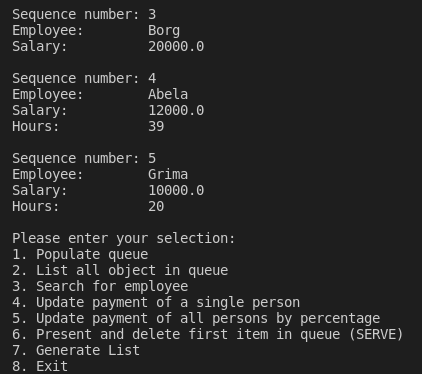 Sequence number: 3
Employee:        Borg
Salary:          20000.0
Sequence number: 4
Employee:        Abela
Salary:          12000.0
Hours:           39
Sequence number: 5
Employee:        Grima
Salary:          10000.0
Hours:           20
Please enter your selection:
1. Populate queue
2. List all object in queue
3. Search for employee
4. Update payment of a single person
5. Update payment of all persons by percentage
6. Present and delete first item in queue (SERVE)
7. Generate List
8. Exit